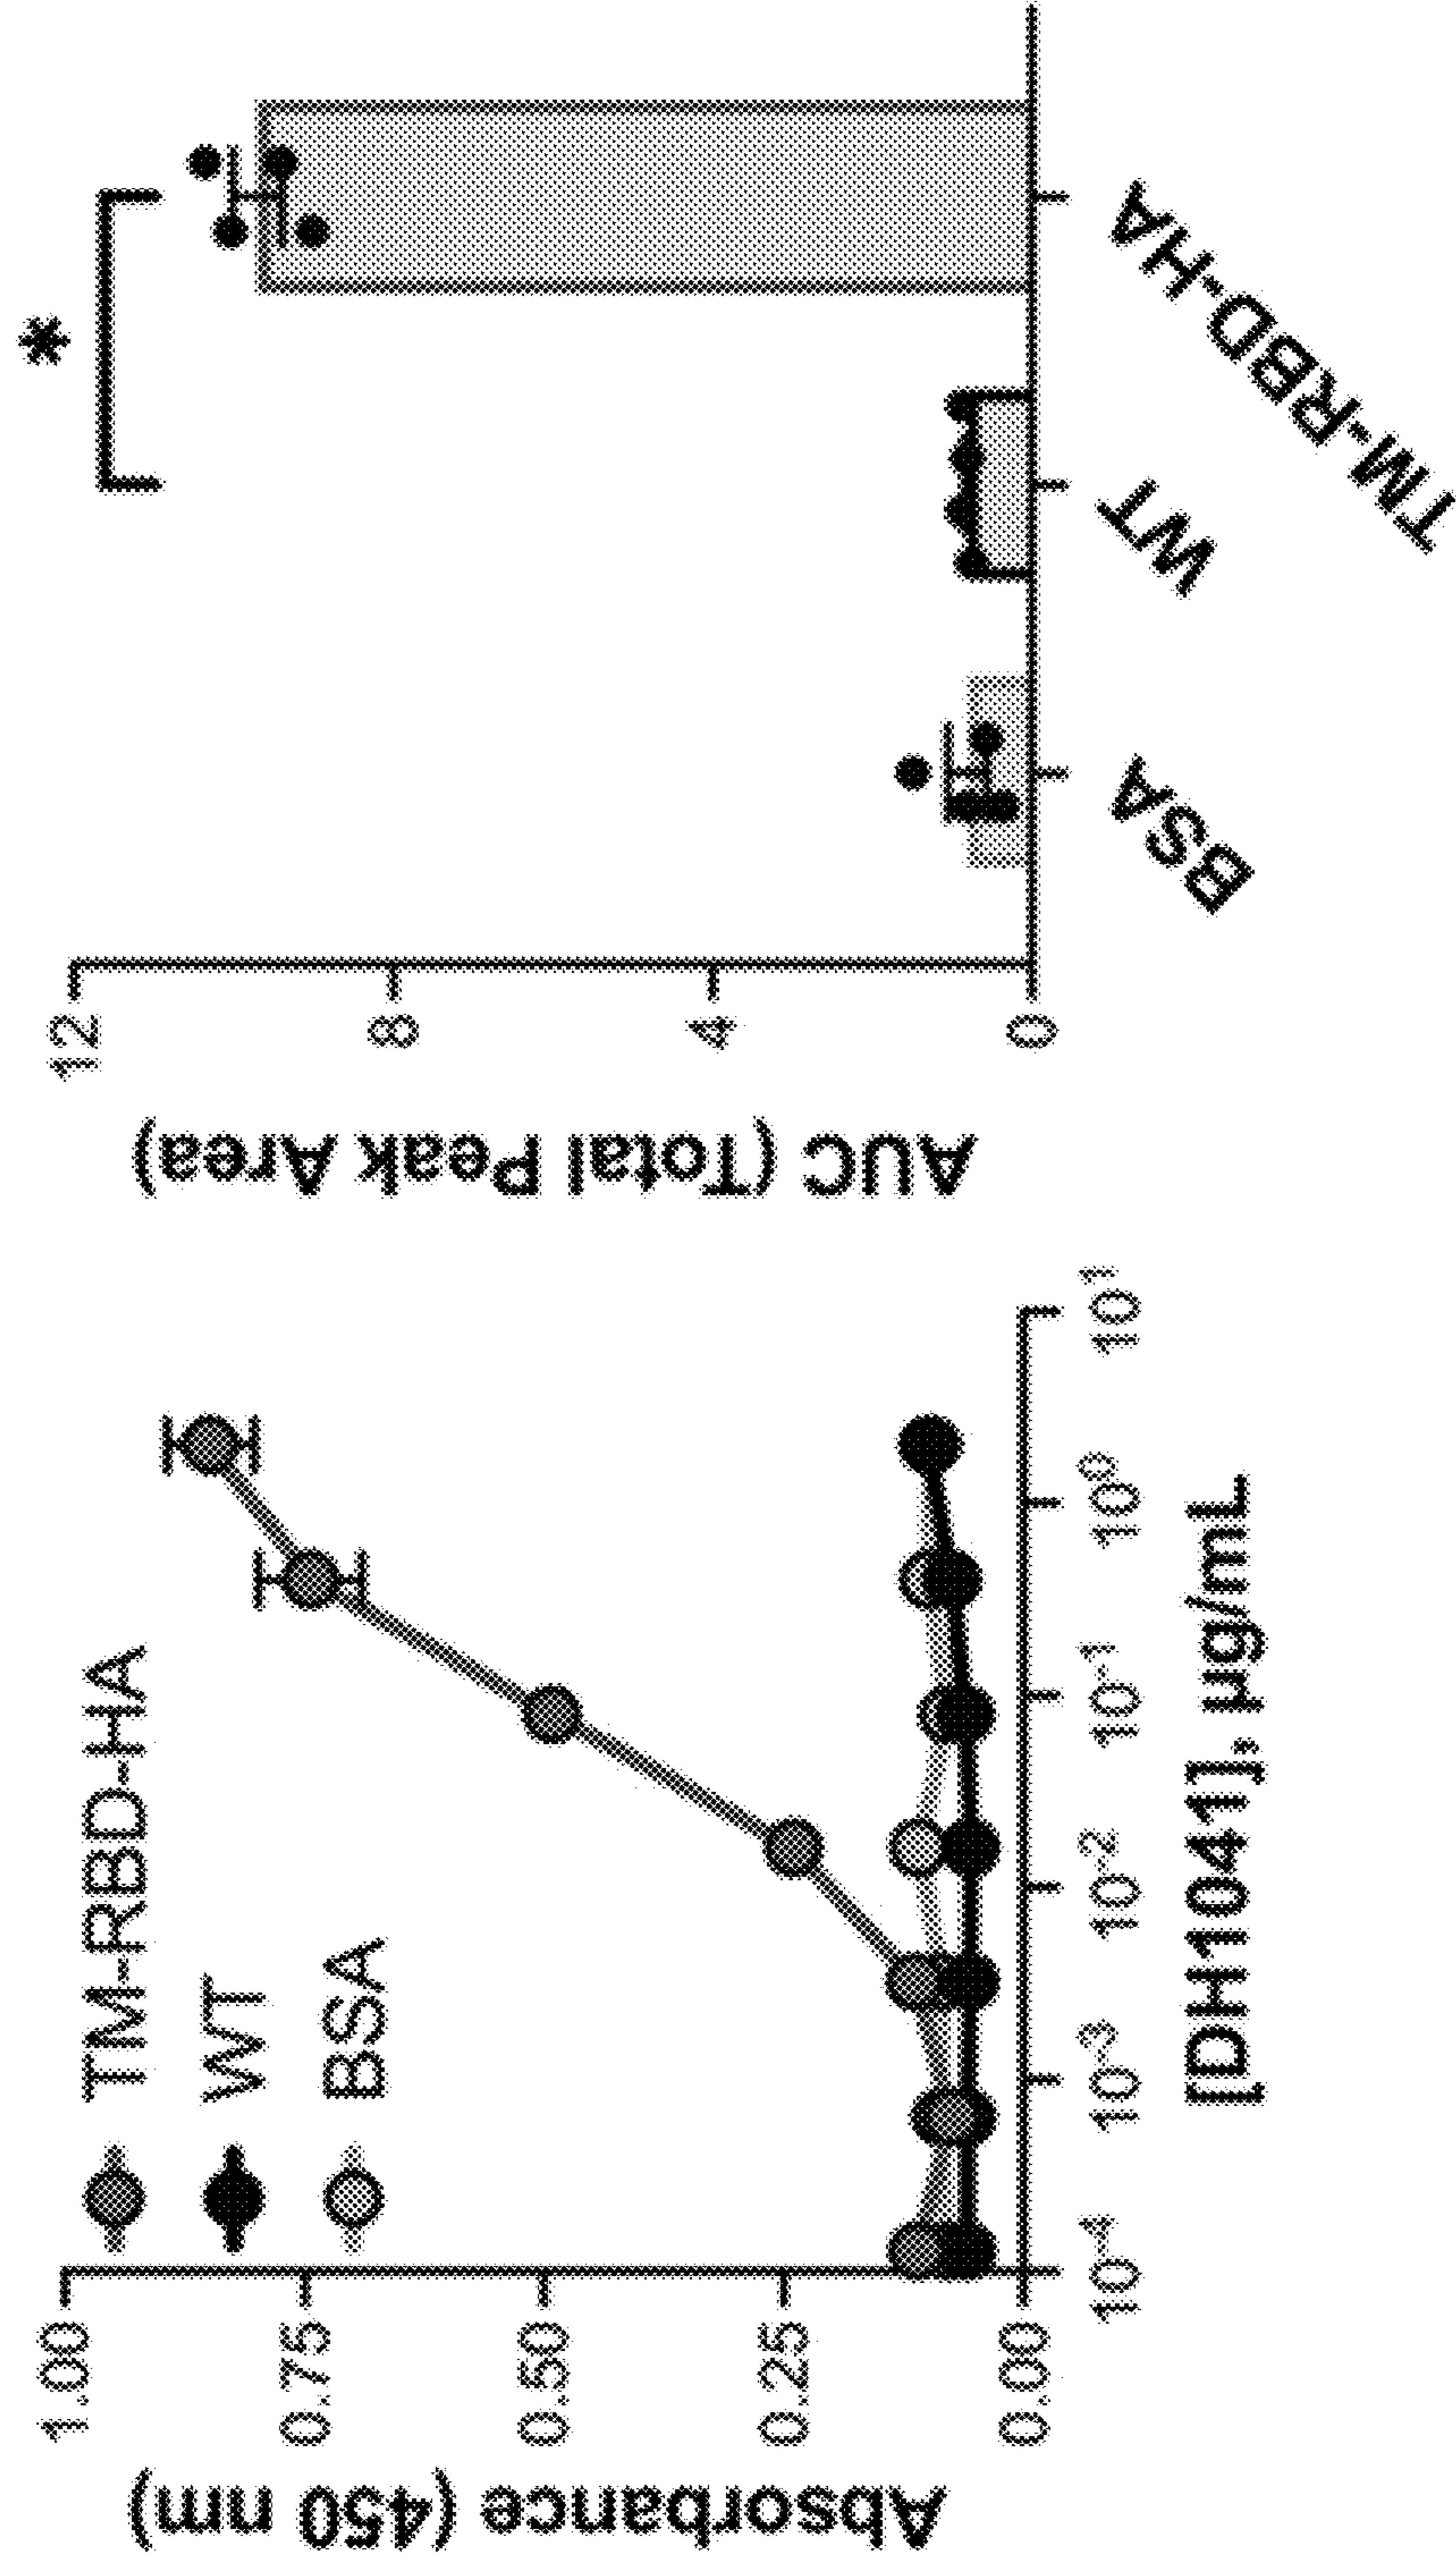 Absorbance (450 nm)
1.00
0.75
0.50
0.25
0.00
TM-RBD-HA
WT
BSA
10⁻⁴
10⁻³
10⁻²
10⁻¹
10⁰
10¹
[DH1041], µg/mL
AUC (Total Peak Area)
12
8
4
0
*
BSA
WT
TM-RBD-HA